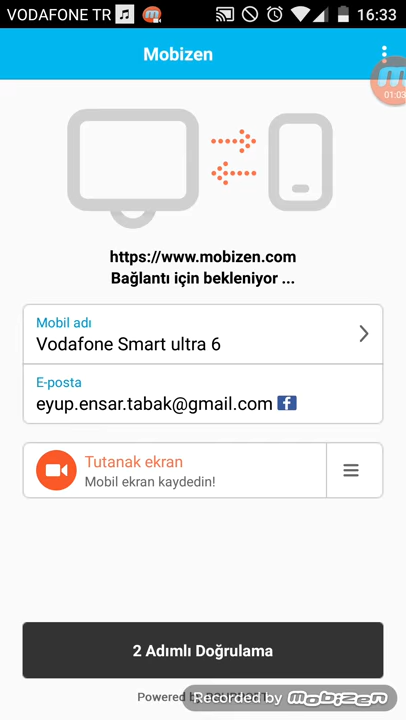 VODAFONE TR 16:33
Mobizen
01:03
https://www.mobizen.com
Bağlantı için bekleniyor ...
Mobil adı
Vodafone Smart ultra 6
E-posta
eyup.ensar.tabak@gmail.com
Tutanak ekran
Mobil ekran kaydedin!
2 Adımlı Doğrulama
Powered by
Recorded by mobizen